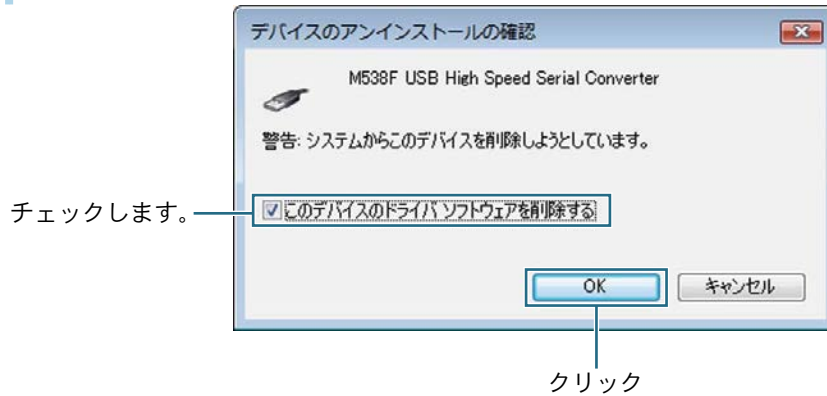 デバイスのアンインストールの確認
M538F USB High Speed Serial Converter
警告: システムからこのデバイスを削除しようとしています。
チェックします。
このデバイスのドライバ ソフトウェアを削除する
OK
キャンセル
クリック